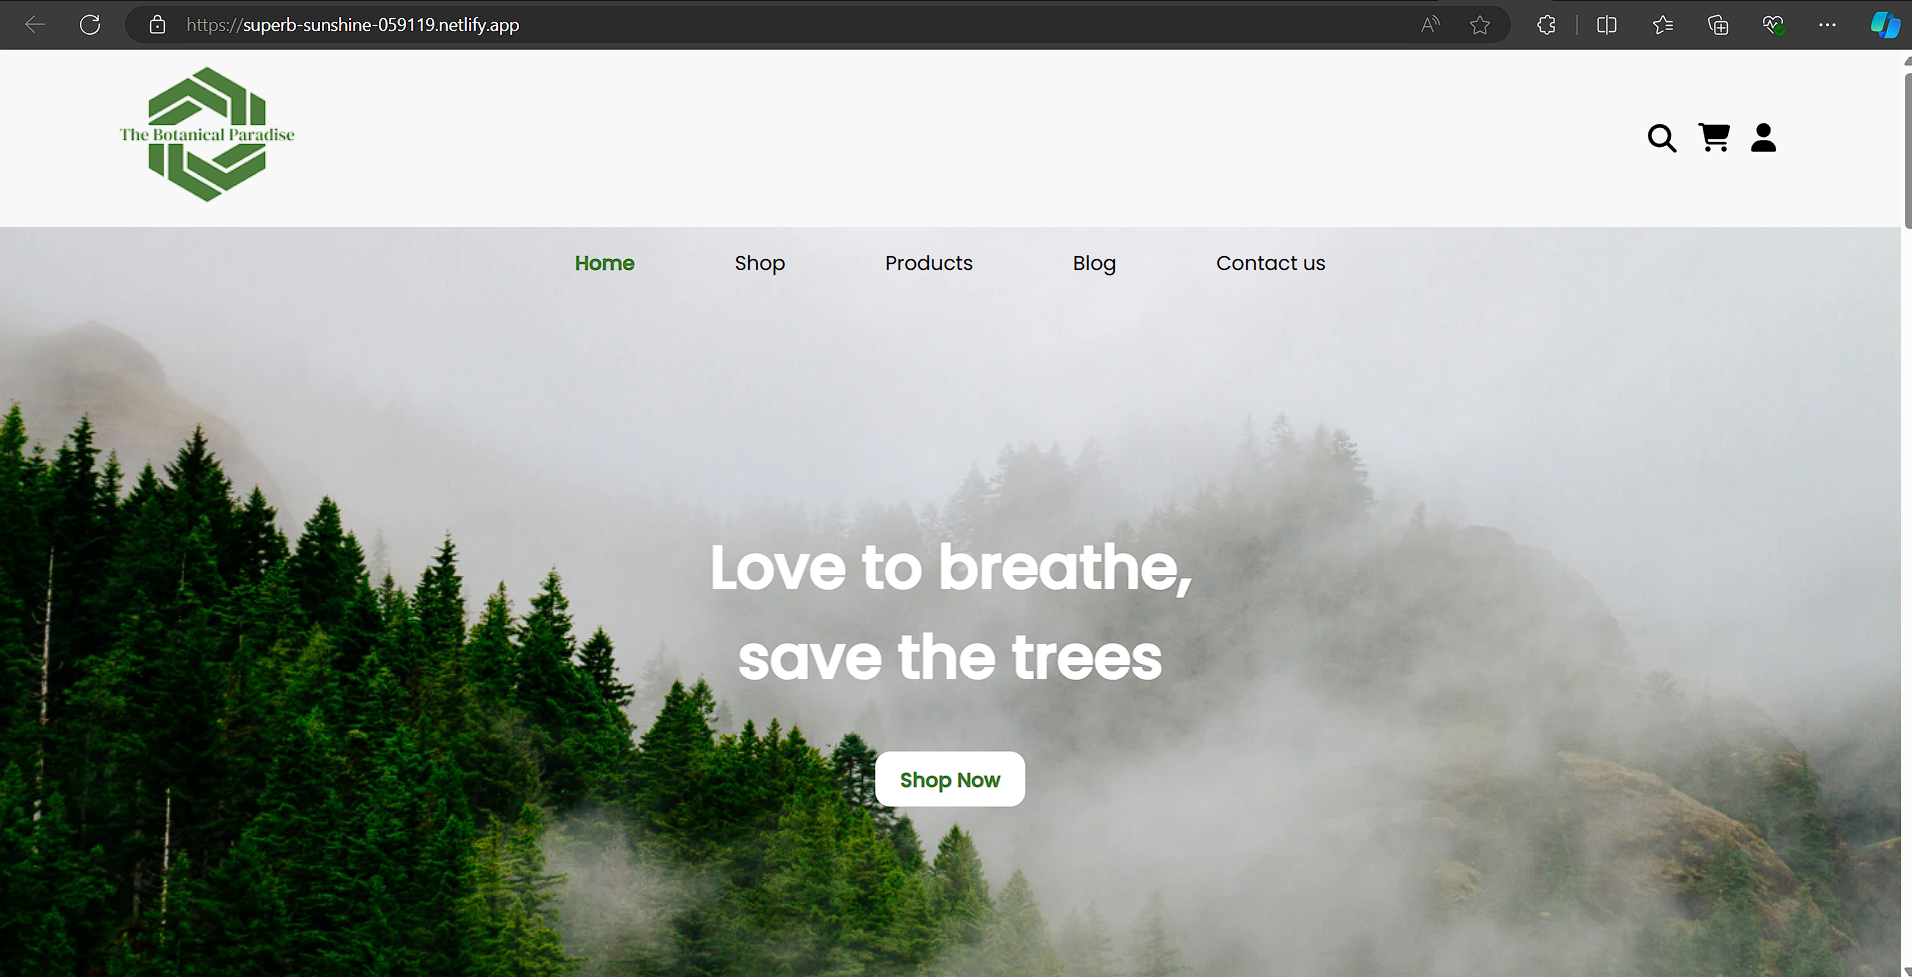 https://superb-sunshine-059119.netlify.app
The Botanical Paradise
Home Shop Products Blog Contact us
Love to breathe,
save the trees
Shop Now